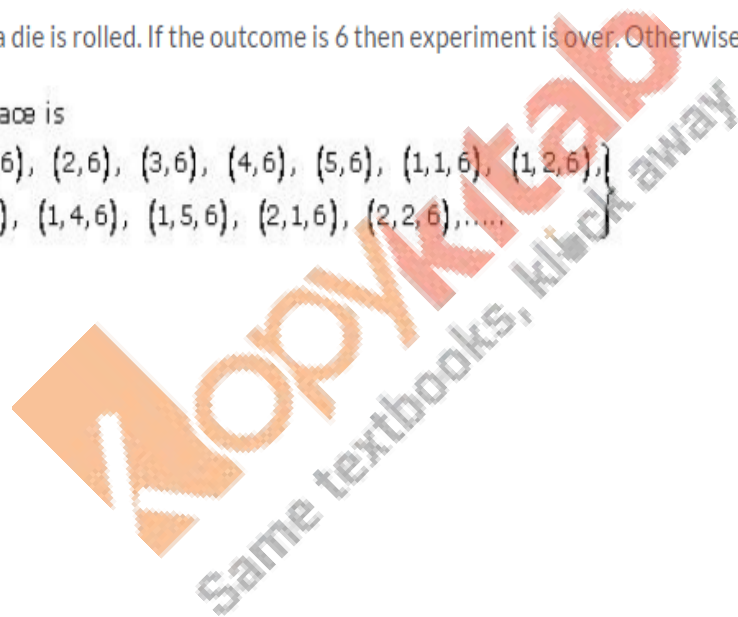 a die is rolled. If the outcome is 6 then experiment is over. Otherwise
ace is
6), (2,6), (3,6), (4,6), (5,6), (1,1,6), (1,2,6),
), (1,4,6), (1,5,6), (2,1,6), (2,2,6),.....}
kopykitab
Same textbooks, klick away